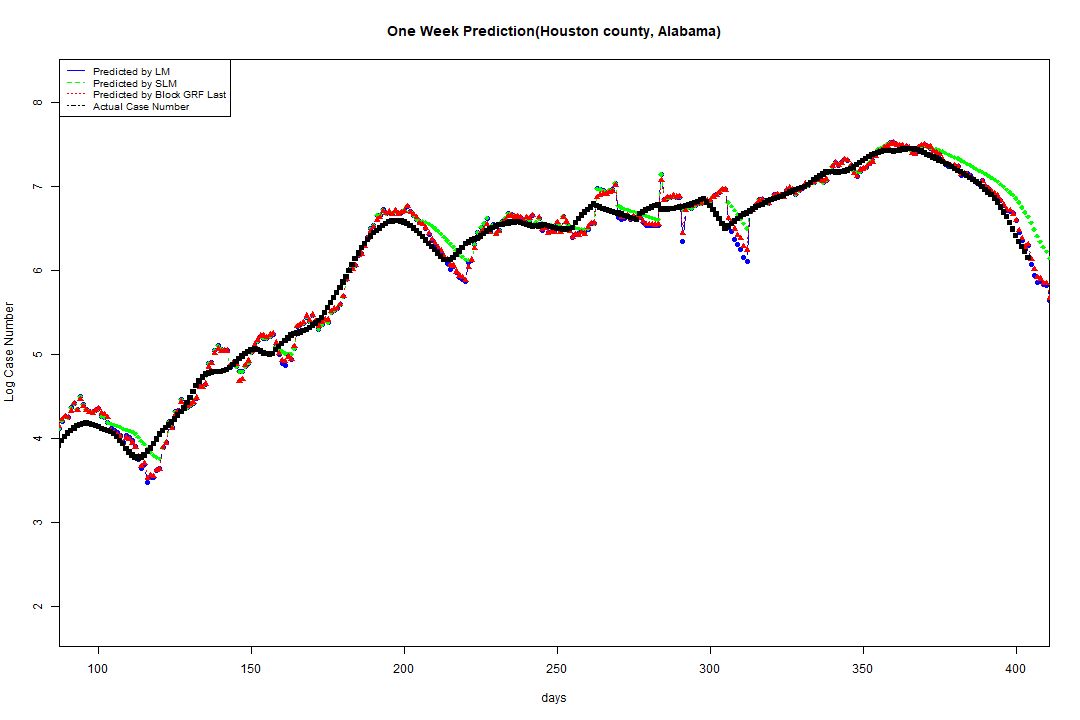 One Week Prediction(Houston county, Alabama)
Predicted by LM
Predicted by SLM
Predicted by Block GRF Last
Actual Case Number
8
7
6
5
4
3
2
Log Case Number
100 150 200 250 300 350 400
days